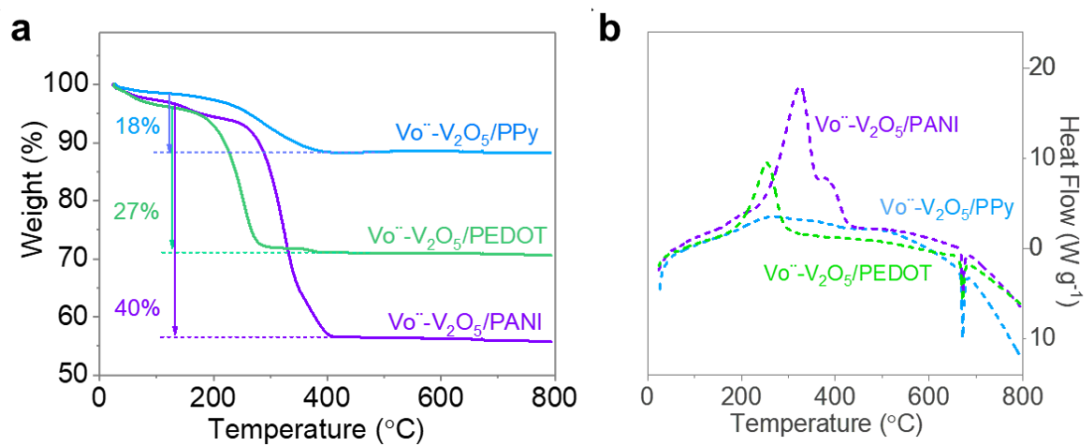 a
100
90
80
70
60
50
18%
27%
40%
Vo¨-V₂O₅/PPy
Vo¨-V₂O₅/PEDOT
Vo¨-V₂O₅/PANI
0
200
400
600
800
Weight (%)
Temperature (°C)
b
20
10
0
10
Vo¨-V₂O₅/PANI
Vo¨-V₂O₅/PPy
Vo¨-V₂O₅/PEDOT
0
200
400
600
800
Heat Flow (W g⁻¹)
Temperature (°C)